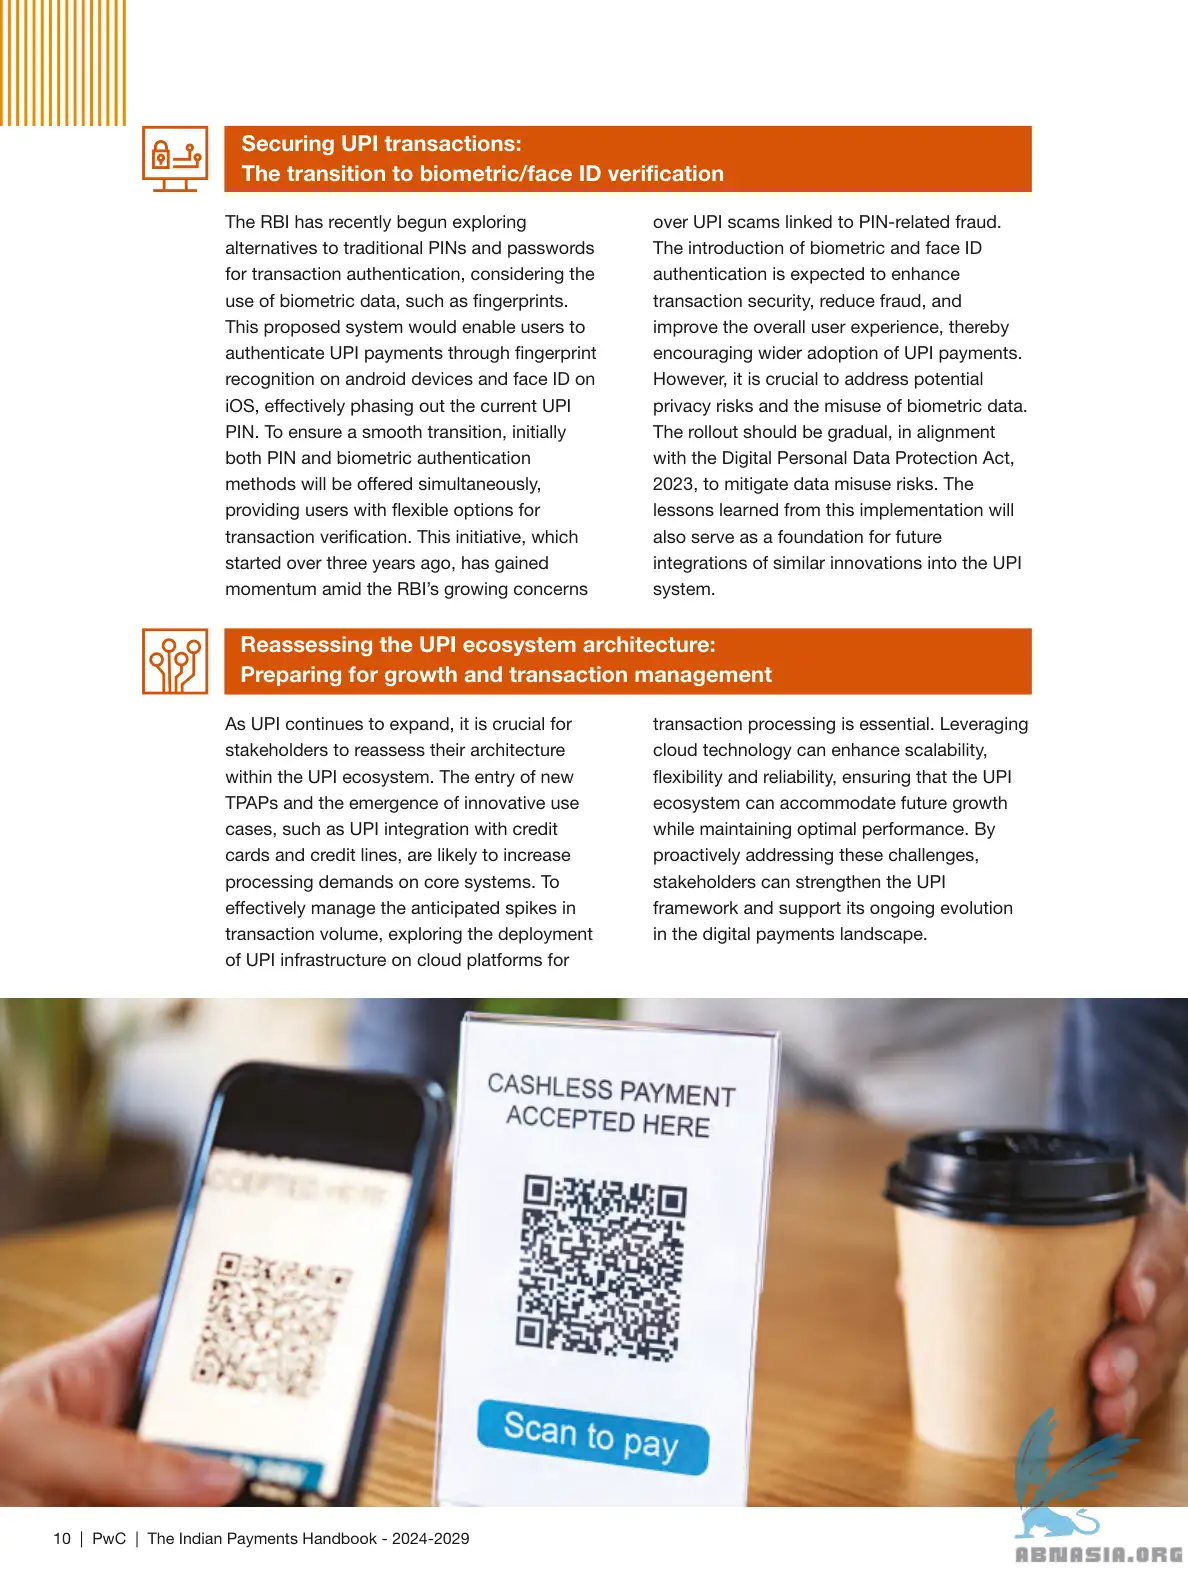 Securing UPI transactions:
The transition to biometric/face ID verification
The RBI has recently begun exploring
alternatives to traditional PINs and passwords
for transaction authentication, considering the
use of biometric data, such as fingerprints.
This proposed system would enable users to
authenticate UPI payments through fingerprint
recognition on android devices and face ID on
iOS, effectively phasing out the current UPI
PIN. To ensure a smooth transition, initially
both PIN and biometric authentication
methods will be offered simultaneously,
providing users with flexible options for
transaction verification. This initiative, which
started over three years ago, has gained
momentum amid the RBI’s growing concerns
over UPI scams linked to PIN-related fraud.
The introduction of biometric and face ID
authentication is expected to enhance
transaction security, reduce fraud, and
improve the overall user experience, thereby
encouraging wider adoption of UPI payments.
However, it is crucial to address potential
privacy risks and the misuse of biometric data.
The rollout should be gradual, in alignment
with the Digital Personal Data Protection Act,
2023, to mitigate data misuse risks. The
lessons learned from this implementation will
also serve as a foundation for future
integrations of similar innovations into the UPI
system.
Reassessing the UPI ecosystem architecture:
Preparing for growth and transaction management
As UPI continues to expand, it is crucial for
stakeholders to reassess their architecture
within the UPI ecosystem. The entry of new
TPAPs and the emergence of innovative use
cases, such as UPI integration with credit
cards and credit lines, are likely to increase
processing demands on core systems. To
effectively manage the anticipated spikes in
transaction volume, exploring the deployment
of UPI infrastructure on cloud platforms for
transaction processing is essential. Leveraging
cloud technology can enhance scalability,
flexibility and reliability, ensuring that the UPI
ecosystem can accommodate future growth
while maintaining optimal performance. By
proactively addressing these challenges,
stakeholders can strengthen the UPI
framework and support its ongoing evolution
in the digital payments landscape.
CASHLESS PAYMENT
ACCEPTED HERE
Scan to pay
10 | PwC | The Indian Payments Handbook - 2024-2029
ABNASIA.ORG